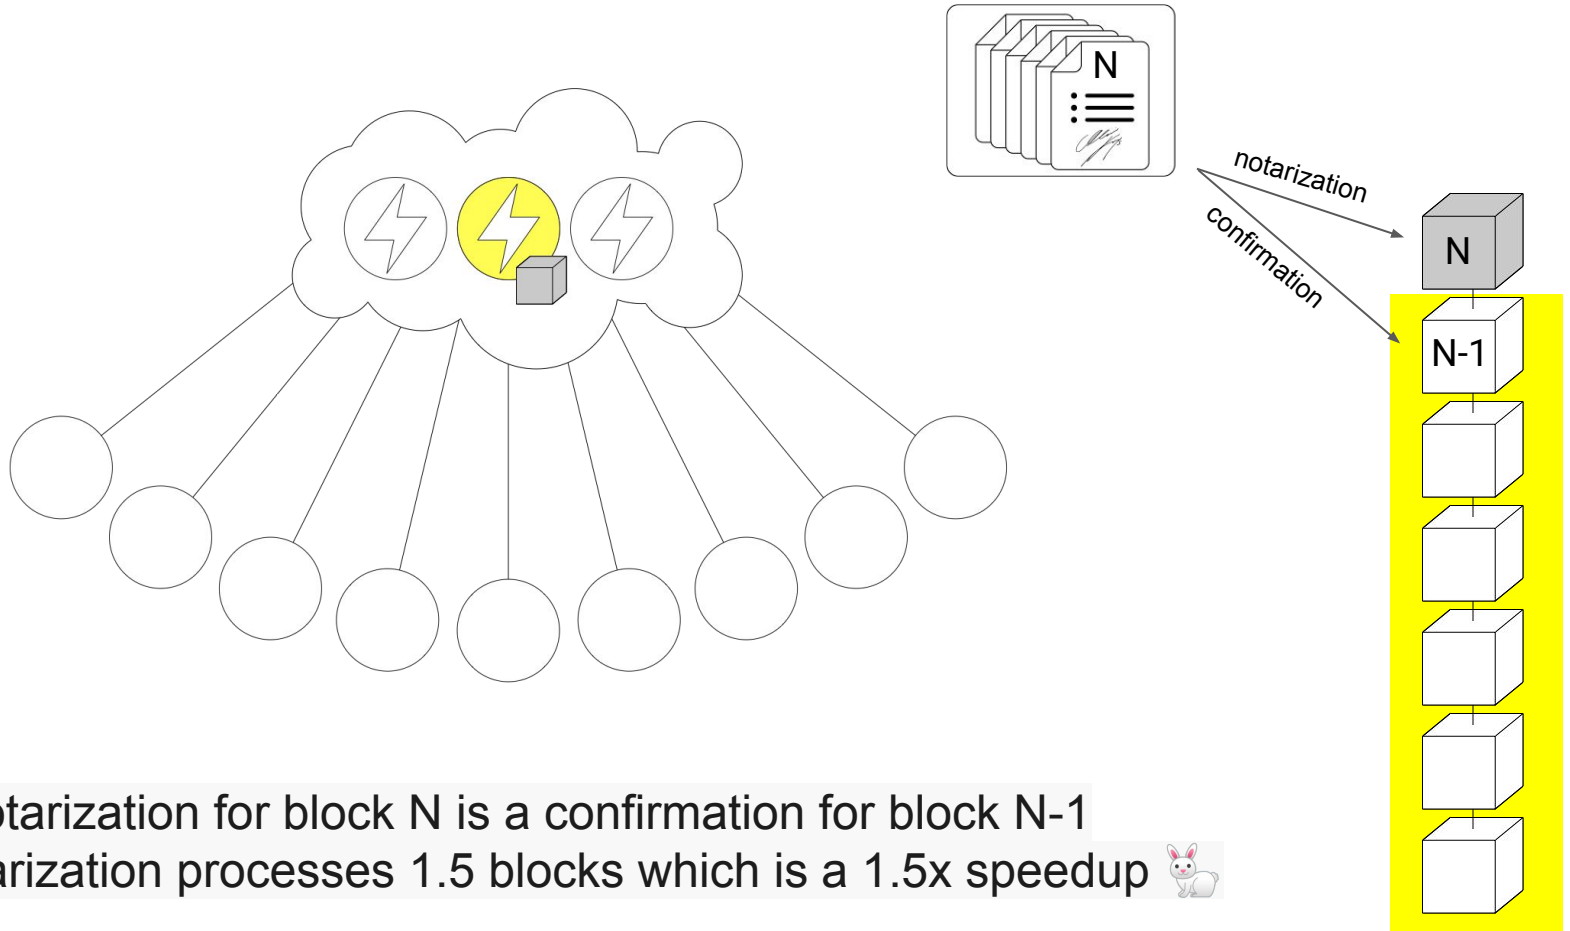 N
notarization
confirmation
N
N-1
otarization for block N is a confirmation for block N-1
arization processes 1.5 blocks which is a 1.5x speedup 🐇